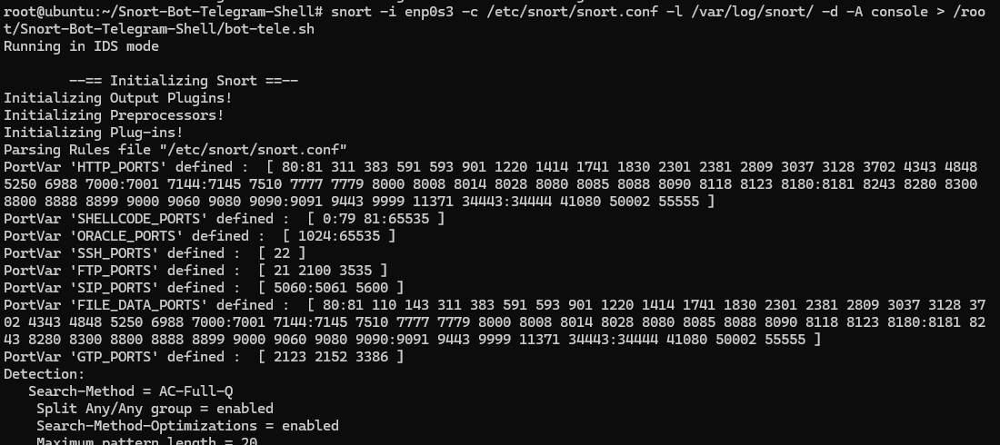 root@ubuntu:~/Snort-Bot-Telegram-Shell# snort -i enp0s3 -c /etc/snort/snort.conf -l /var/log/snort/ -d -A console > /roo
t/Snort-Bot-Telegram-Shell/bot-tele.sh
Running in IDS mode
--== Initializing Snort ==--
Initializing Output Plugins!
Initializing Preprocessors!
Initializing Plug-ins!
Parsing Rules file "/etc/snort/snort.conf"
PortVar 'HTTP_PORTS' defined :  [ 80:81 311 383 591 593 901 1220 1414 1741 1830 2301 2381 2809 3037 3128 3702 4343 4848
5250 6988 7000:7001 7144:7145 7510 7777 7779 8000 8008 8014 8028 8080 8085 8088 8090 8118 8123 8180:8181 8243 8280 8300
8800 8888 8899 9000 9060 9080 9090:9091 9443 9999 11371 34443:34444 41080 50002 55555 ]
PortVar 'SHELLCODE_PORTS' defined :  [ 0:79 81:65535 ]
PortVar 'ORACLE_PORTS' defined :  [ 1024:65535 ]
PortVar 'SSH_PORTS' defined :  [ 22 ]
PortVar 'FTP_PORTS' defined :  [ 21 2100 3535 ]
PortVar 'SIP_PORTS' defined :  [ 5060:5061 5600 ]
PortVar 'FILE_DATA_PORTS' defined :  [ 80:81 110 143 311 383 591 593 901 1220 1414 1741 1830 2301 2381 2809 3037 3128 37
02 4343 4848 5250 6988 7000:7001 7144:7145 7510 7777 7779 8000 8008 8014 8028 8080 8085 8088 8090 8118 8123 8180:8181 82
43 8280 8300 8800 8888 8899 9000 9060 9080 9090:9091 9443 9999 11371 34443:34444 41080 50002 55555 ]
PortVar 'GTP_PORTS' defined :  [ 2123 2152 3386 ]
Detection:
Search-Method = AC-Full-Q
Split Any/Any group = enabled
Search-Method-Optimizations = enabled
Maximum pattern length = 20